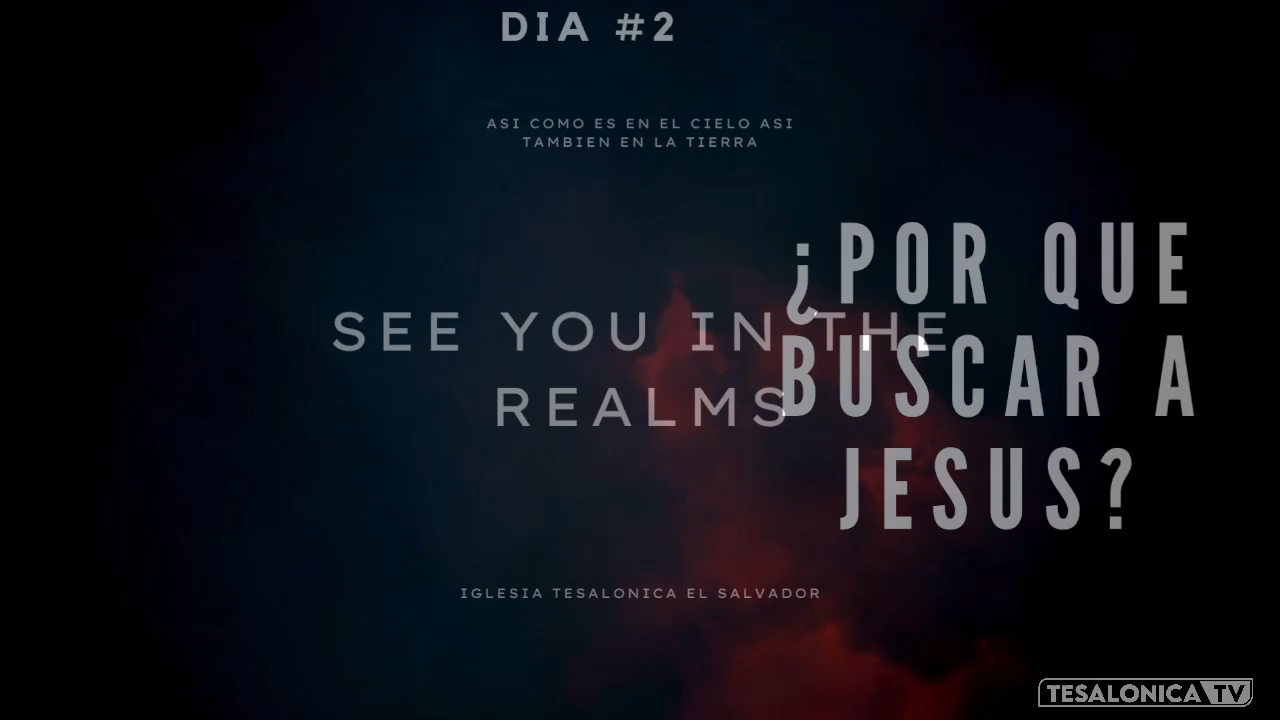 DIA #2
ASI COMO ES EN EL CIELO ASI
TAMBIEN EN LA TIERRA
SEE YOU IN THE
REALMS
¿POR QUE
BUSCAR A
JESUS?
IGLESIA TESALONICA EL SALVADOR
TESALONICA TV